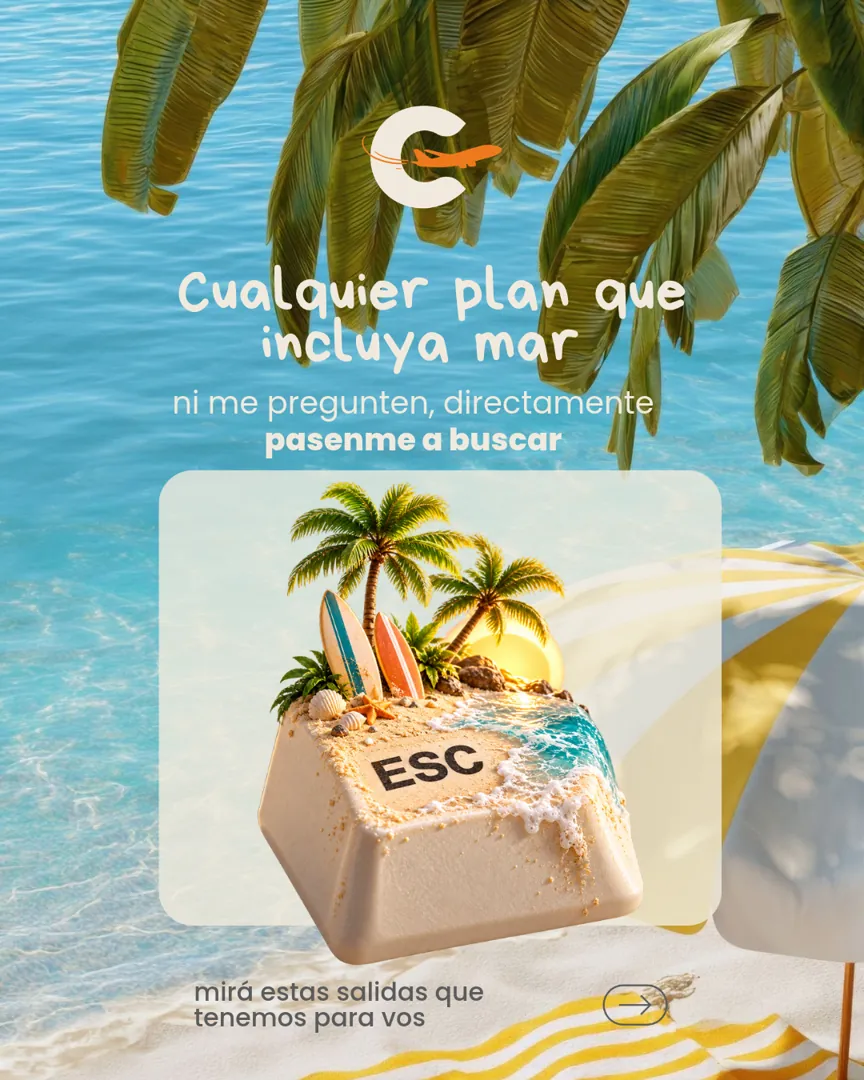 C
Cualquier plan que
incluya mar
ni me pregunten, directamente
pasenme a buscar
ESC
mirá estas salidas que
tenemos para vos